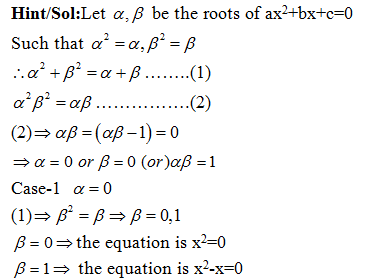 Hint/Sol:Let α, β be the roots of ax²+bx+c=0
Such that α² = α, β² = β
∴α² + β² = α + β ........(1)
α²β² = αβ ................(2)
(2)⇒ αβ = (αβ −1) = 0
⇒ α = 0 or β = 0 (or)αβ = 1
Case-1 α = 0
(1)⇒ β² = β ⇒ β = 0,1
β = 0 ⇒ the equation is x²=0
β = 1 ⇒ the equation is x²-x=0